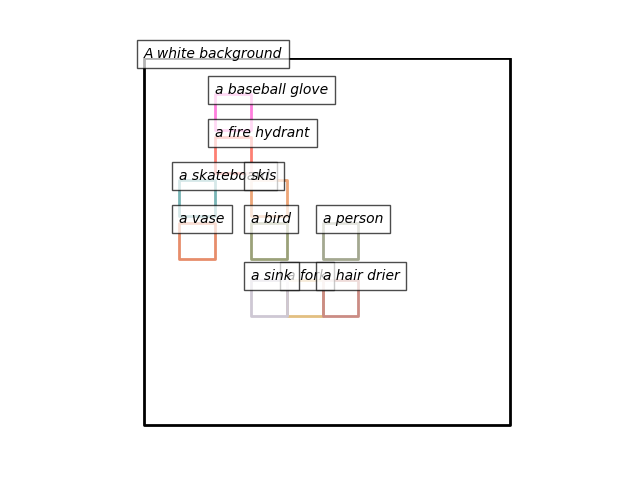 A white background
a baseball glove
a fire hydrant
a skateboard
skis
a vase
a bird
a person
a sink
a fork
a hair drier